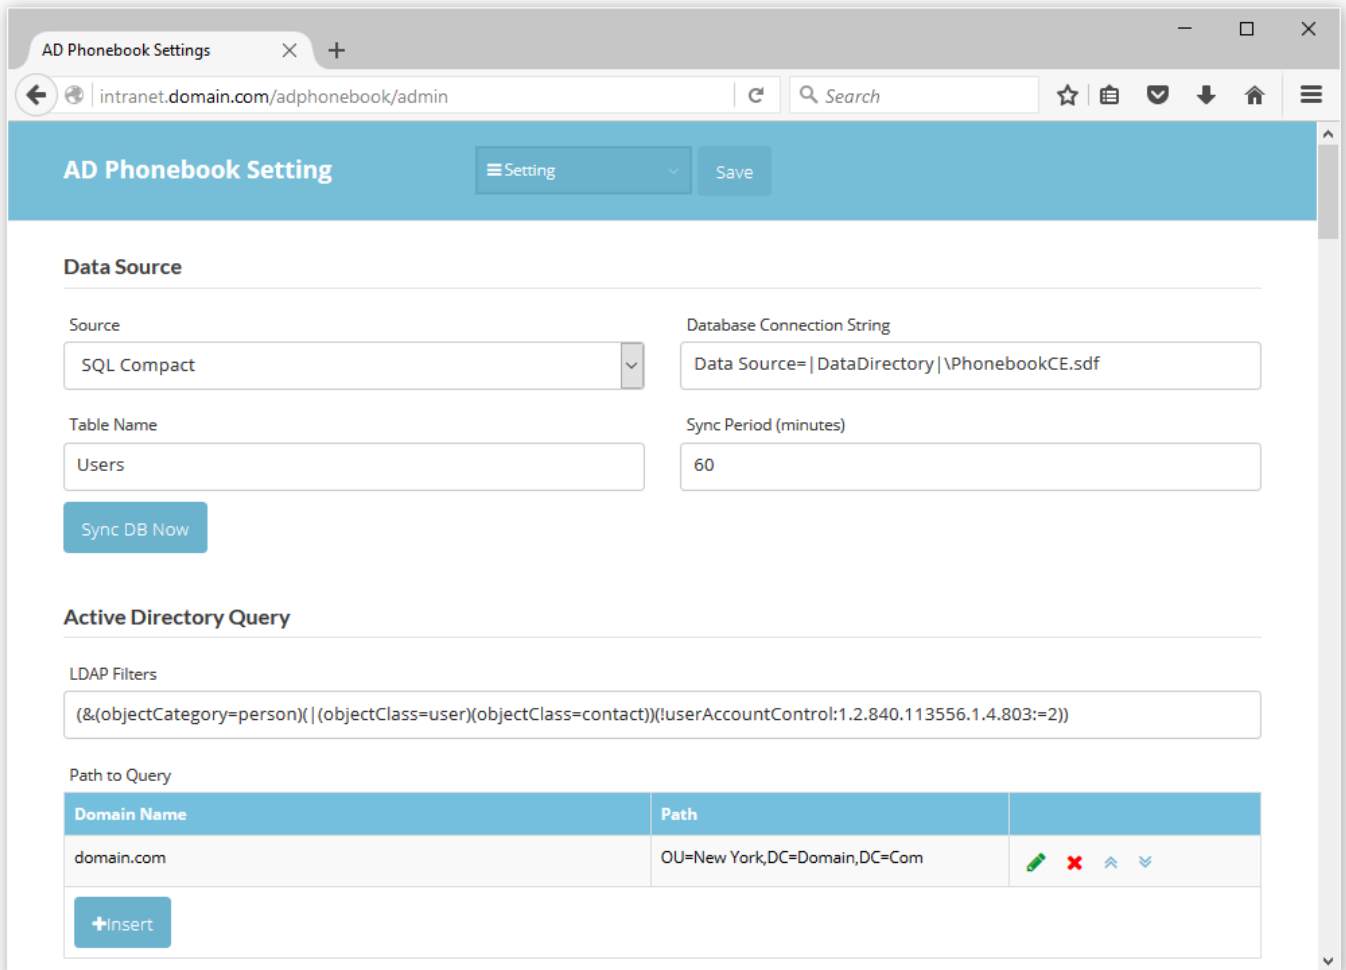 AD Phonebook Settings
intranet.domain.com/adphonebook/admin
Search
AD Phonebook Setting
Setting
Save
Data Source
Source
Database Connection String
SQL Compact
Data Source=|DataDirectory|\PhonebookCE.sdf
Table Name
Sync Period (minutes)
Users
60
Sync DB Now
Active Directory Query
LDAP Filters
(&(objectCategory=person)(|(objectClass=user)(objectClass=contact))(!userAccountControl:1.2.840.113556.1.4.803:=2))
Path to Query
Domain Name
Path
domain.com
OU=New York,DC=Domain,DC=Com
Insert